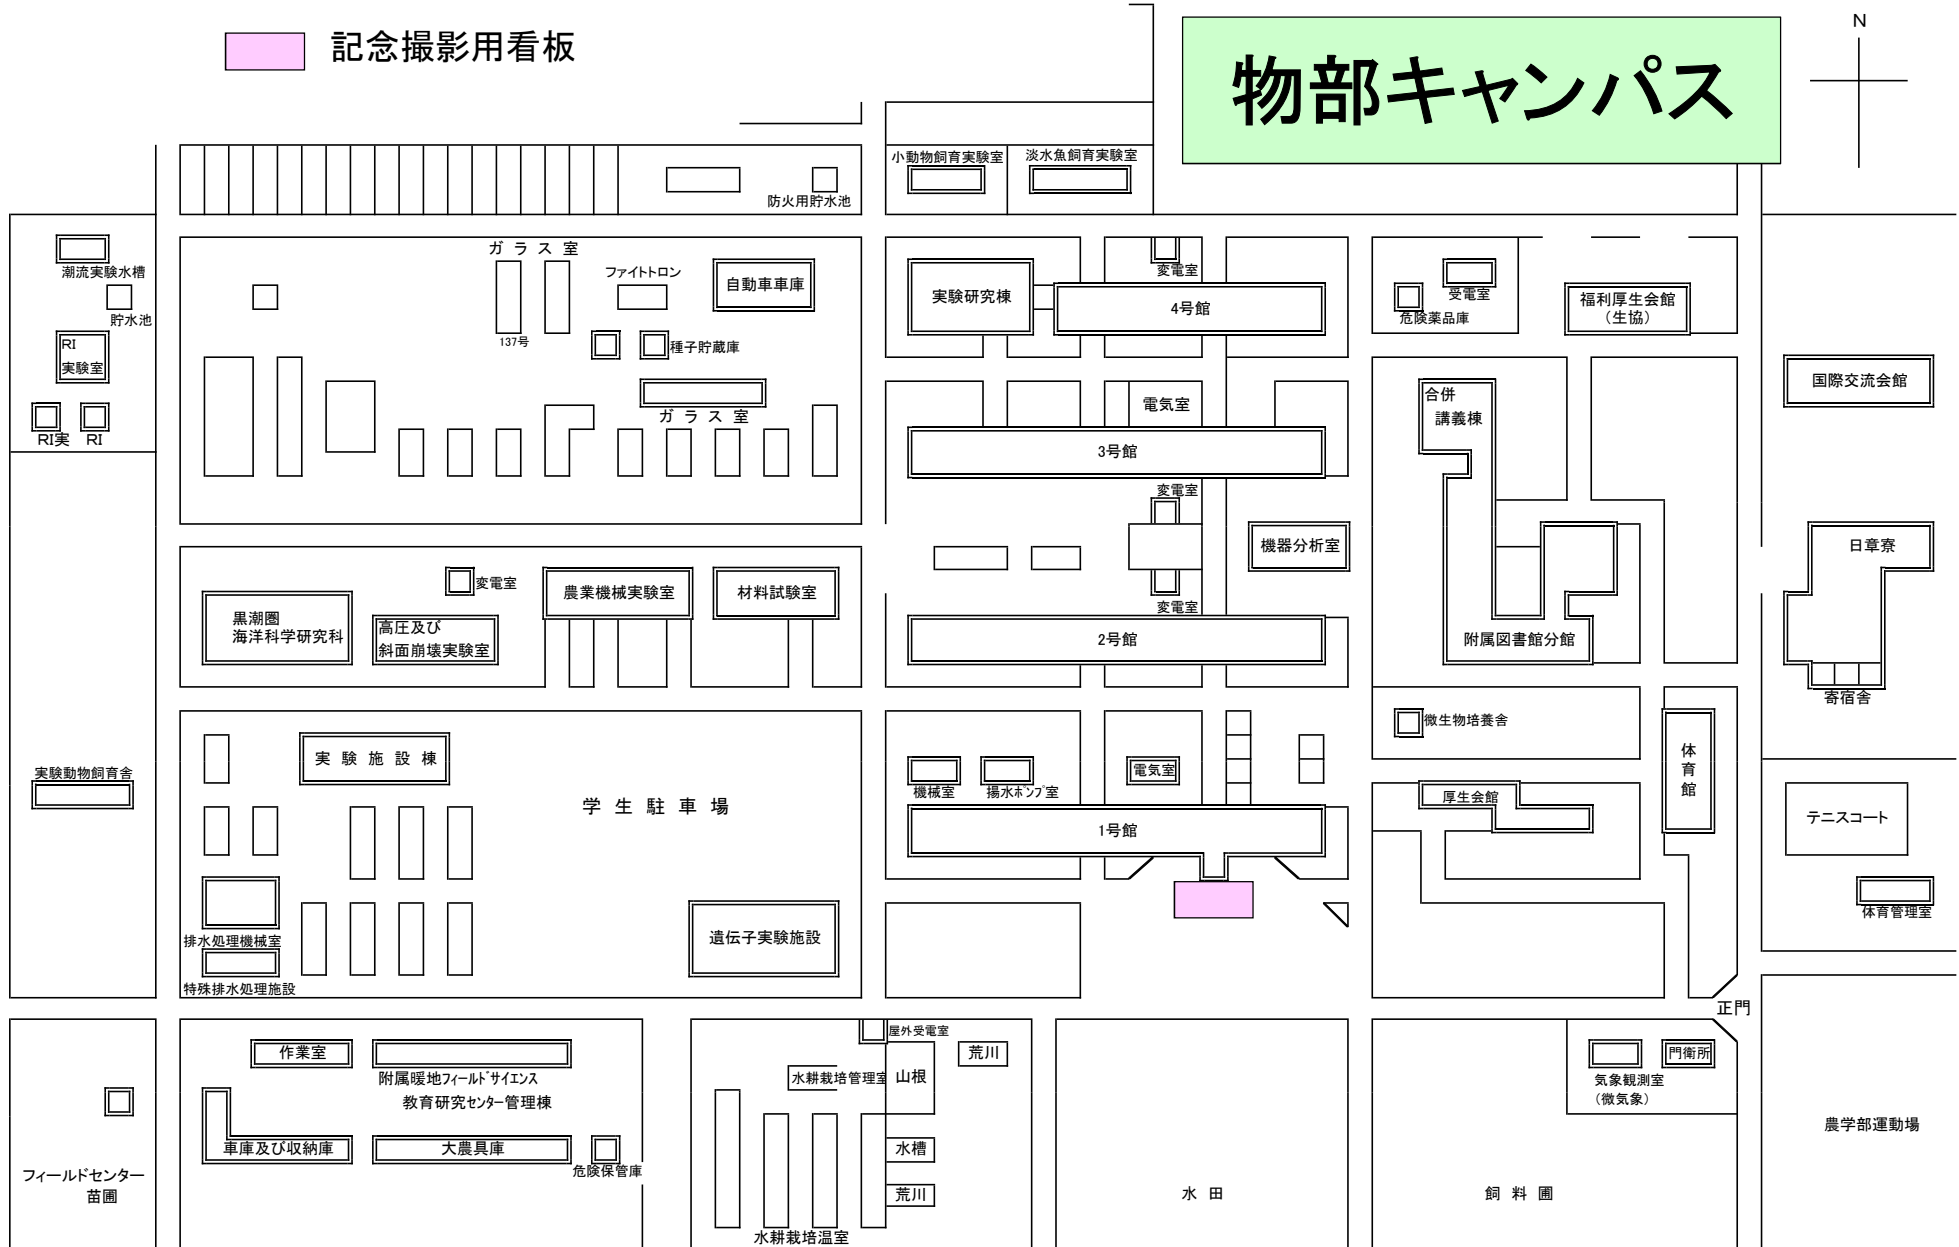 記念撮影用看板
物部キャンパス
N
小動物飼育実験室
淡水魚飼育実験室
防火用貯水池
潮流実験水槽
貯水池
RI
実験室
RI実
RI
ガラス室
137号
ファイトトロン
自動車車庫
種子貯蔵庫
ガラス室
実験研究棟
変電室
4号館
受電室
危険薬品庫
福利厚生会館
(生協)
国際交流会館
電気室
3号館
合併
講義棟
変電室
機器分析室
日章寮
変電室
黒潮圏
海洋科学研究科
高圧及び
斜面崩壊実験室
農業機械実験室
材料試験室
変電室
2号館
附属図書館分館
寄宿舎
微生物培養舎
体育館
実験動物飼育舎
実験施設棟
学生駐車場
機械室
揚水ポンプ室
電気室
1号館
厚生会館
テニスコート
体育管理室
排水処理機械室
特殊排水処理施設
遺伝子実験施設
正門
作業室
附属暖地フィールドサイエンス
教育研究センター管理棟
屋外受電室
荒川
水耕栽培管理室
山根
気象観測室
(微気象)
門衛所
車庫及び収納庫
大農具庫
危険保管庫
水槽
荒川
農学部運動場
フィールドセンター
苗圃
水耕栽培温室
水田
飼料圃